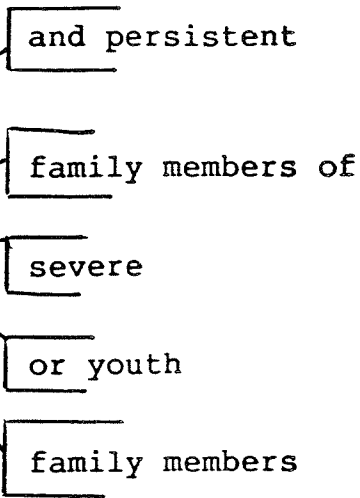 and persistent
family members of
severe
or youth
family members